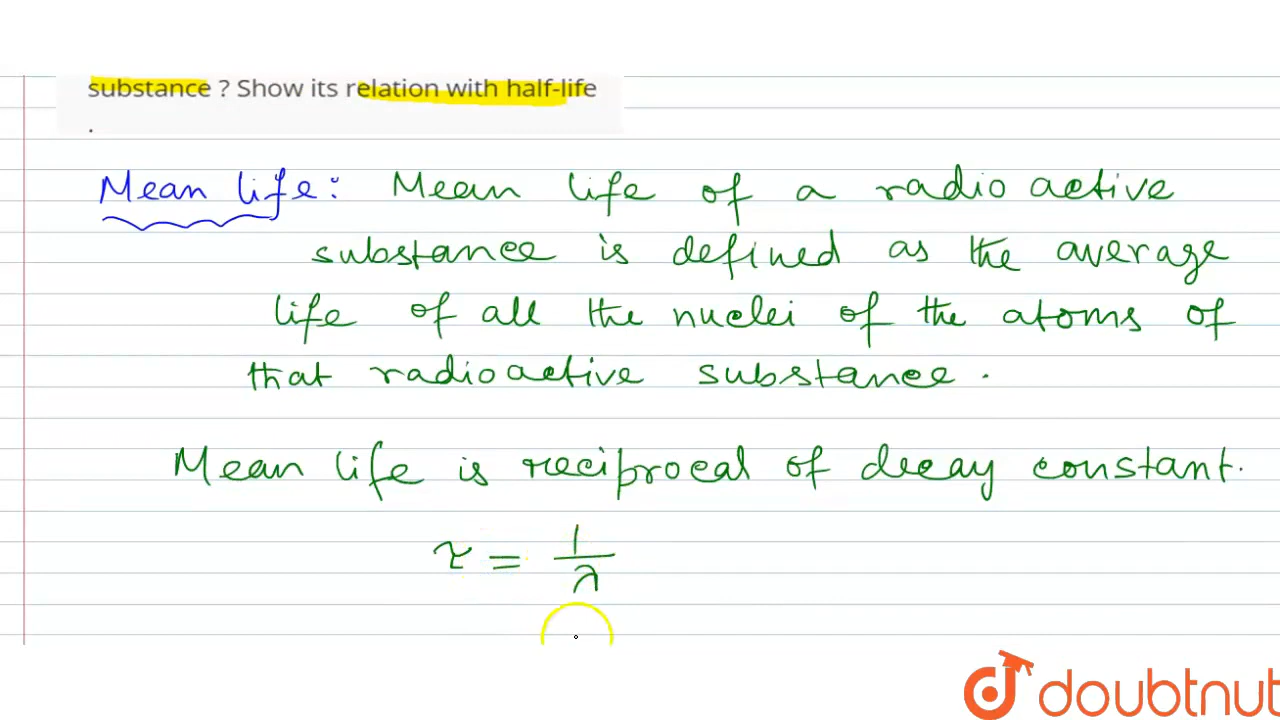 substance ? Show its relation with half-life
.
Mean life: Mean life of a radio active
substance is defined as the average
life of all the nuclei of the atoms of
that radioactive substance.
Mean life is reciprocal of decay constant.
τ = 1/λ
doubtnut